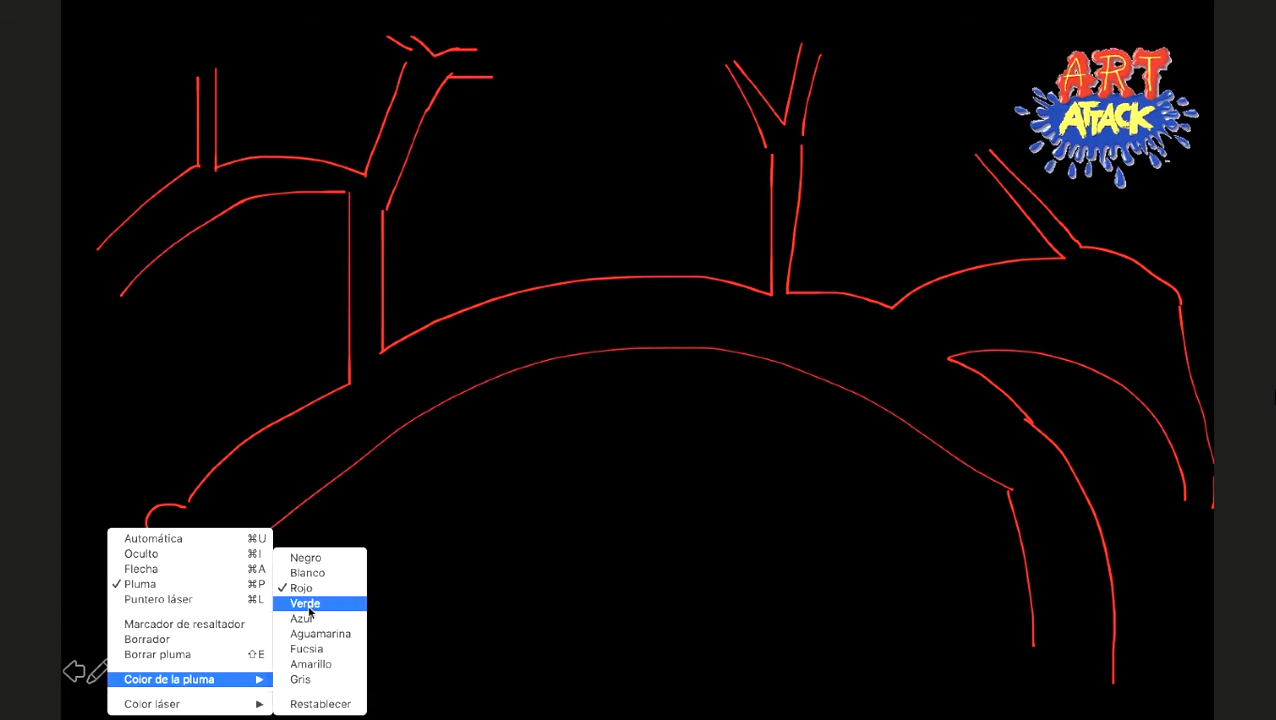 ART
ATTACK
Automática ⌘U
Oculto ⌘I
Flecha ⌘A
✓ Pluma ⌘P
Puntero láser ⌘L
Marcador de resaltador
Borrador
Borrar pluma ⇧E
Color de la pluma ▶
Color láser ▶
Negro
Blanco
✓ Rojo
Verde
Azul
Aguamarina
Fucsia
Amarillo
Gris
Restablecer